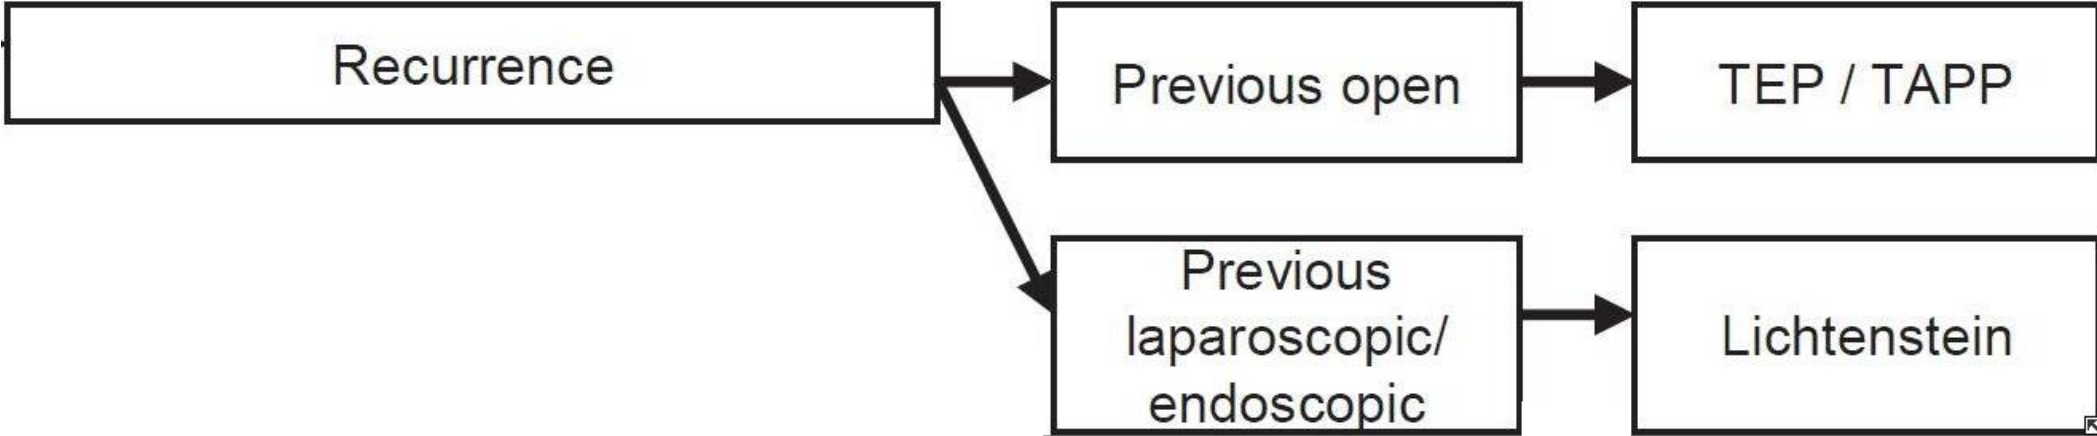 Recurrence
Previous open
TEP / TAPP
Previous
laparoscopic/
endoscopic
Lichtenstein